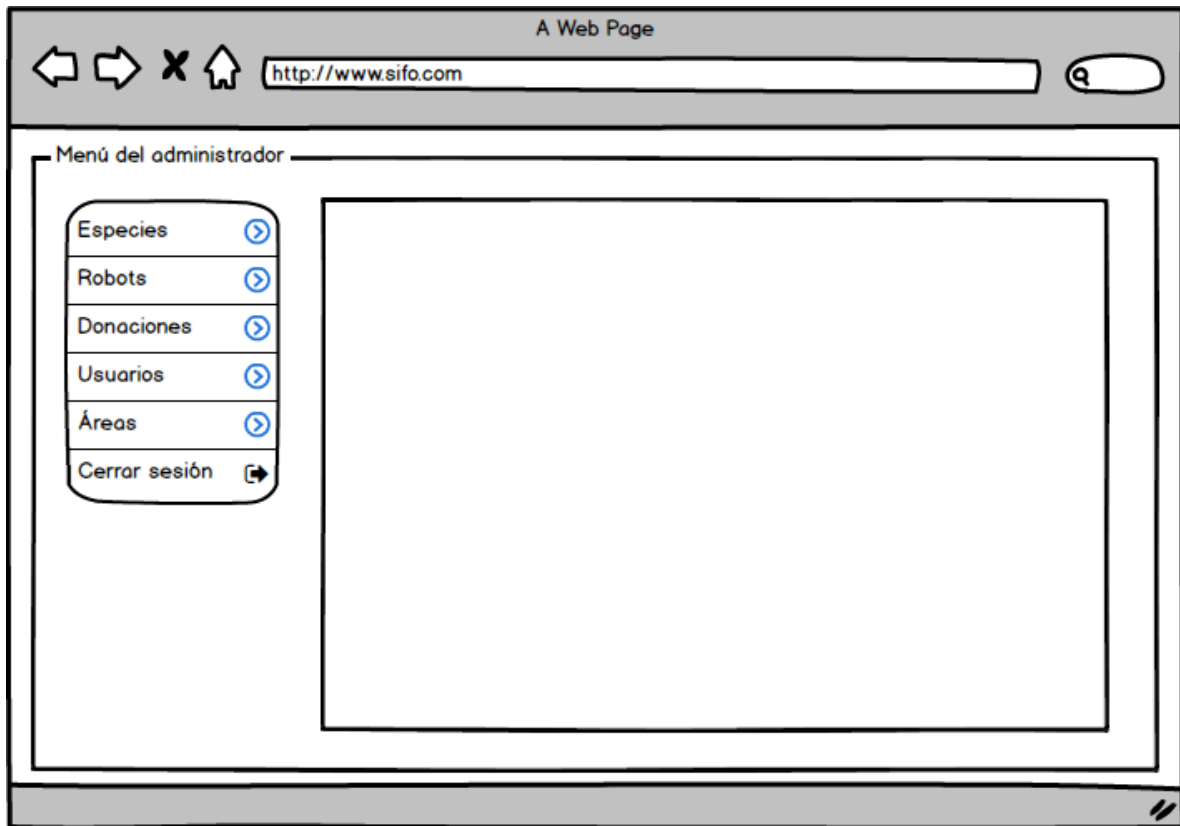 A Web Page
http://www.sifo.com
Menú del administrador
Especies
Robots
Donaciones
Usuarios
Áreas
Cerrar sesión